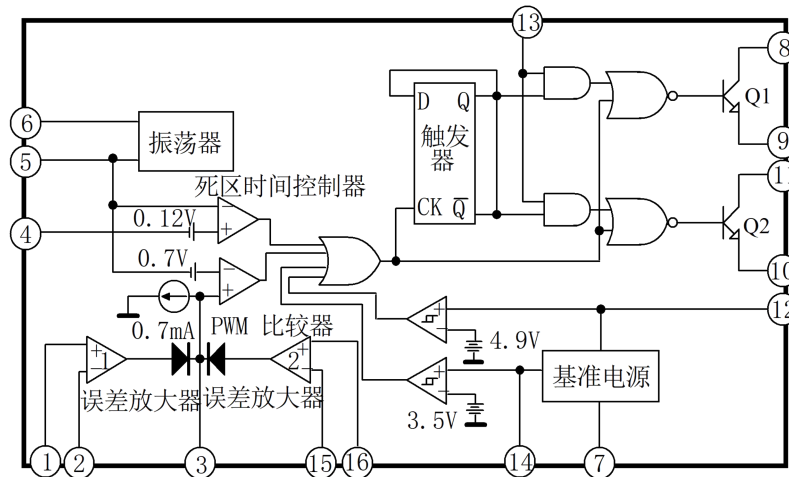 13
8
6
振荡器
D Q
触发器
Q1
5
9
死区时间控制器
11
0.12V
CK Q̅
Q2
4
0.7V
10
12
0.7mA
PWM 比较器
4.9V
1
2
基准电源
误差放大器
误差放大器
3.5V
1
2
3
15
16
14
7
+
−